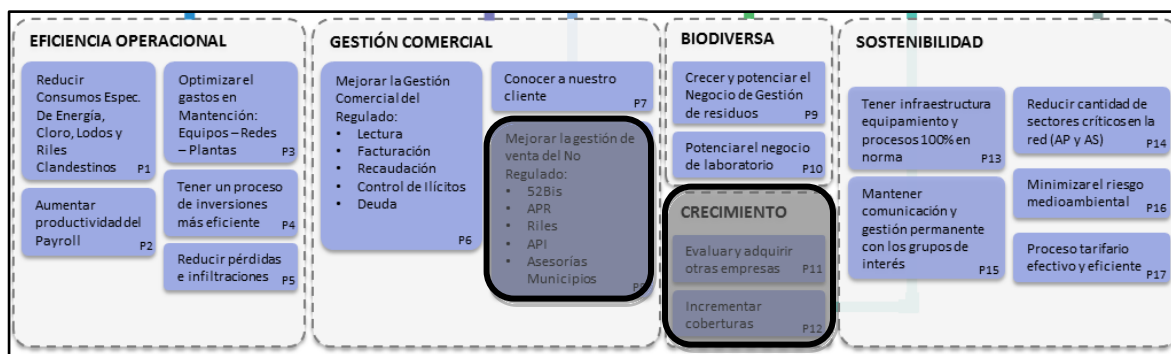 EFICIENCIA OPERACIONAL
Reducir
Consumos Espec.
De Energía,
Cloro, Lodos y
Riles
Clandestinos
P1
Aumentar
productividad del
Payroll
P2
Optimizar el
gastos en
Mantención:
Equipos – Redes
– Plantas
P3
Tener un proceso
de inversiones
más eficiente
P4
Reducir pérdidas
e infiltraciones
P5
GESTIÓN COMERCIAL
Mejorar la Gestión
Comercial del
Regulado:
• Lectura
• Facturación
• Recaudación
• Control de Ilícitos
• Deuda
P6
Conocer a nuestro
cliente
P7
Mejorar la gestión de
venta del No
Regulado:
• 52Bis
• APR
• Riles
• API
• Asesorías
Municipios
BIODIVERSA
Crecer y potenciar el
Negocio de Gestión
de residuos
P9
Potenciar el negocio
de laboratorio
P10
CRECIMIENTO
Evaluar y adquirir
otras empresas
P11
Incrementar
coberturas
P12
SOSTENIBILIDAD
Tener infraestructura
equipamiento y
procesos 100% en
norma
P13
Mantener
comunicación y
gestión permanente
con los grupos de
interés
P15
Reducir cantidad de
sectores críticos en la
red (AP y AS)
P14
Minimizar el riesgo
medioambiental
P16
Proceso tarifario
efectivo y eficiente
P17